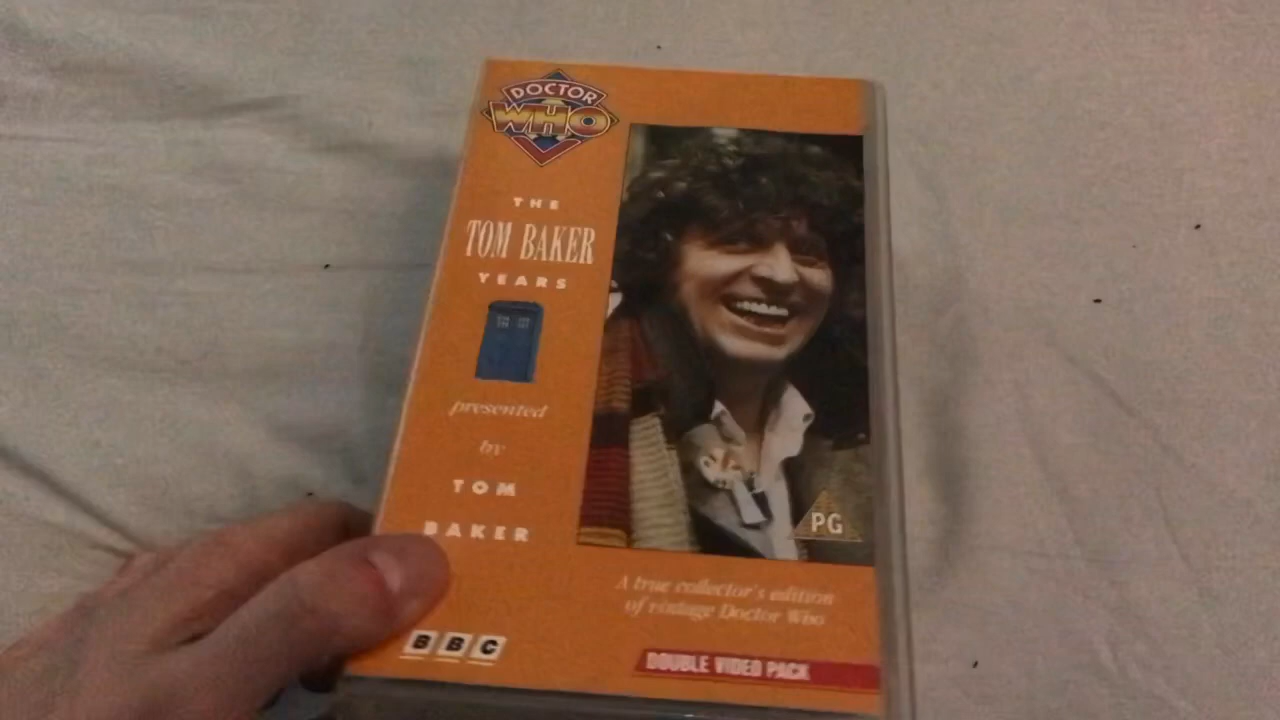 DOCTOR
WHO
THE
TOM BAKER
YEARS
presented
by
TOM
BAKER
PG
A true collector's edition
of vintage Doctor Who
BBC
DOUBLE VIDEO PACK